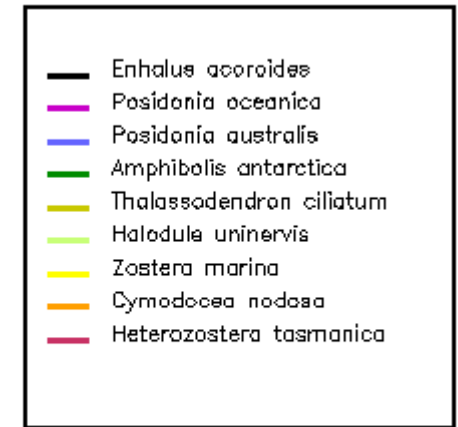 Enhalus acoroides
Posidonia oceanica
Posidonia australis
Amphibolis antarctica
Thalassodendron ciliatum
Halodule uninervis
Zostera marina
Cymodocea nodosa
Heterozostera tasmanica